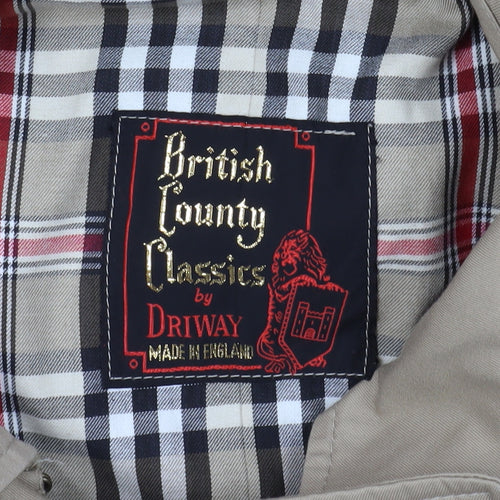 British
County
Classics
by
DRIWAY
MADE IN ENGLAND